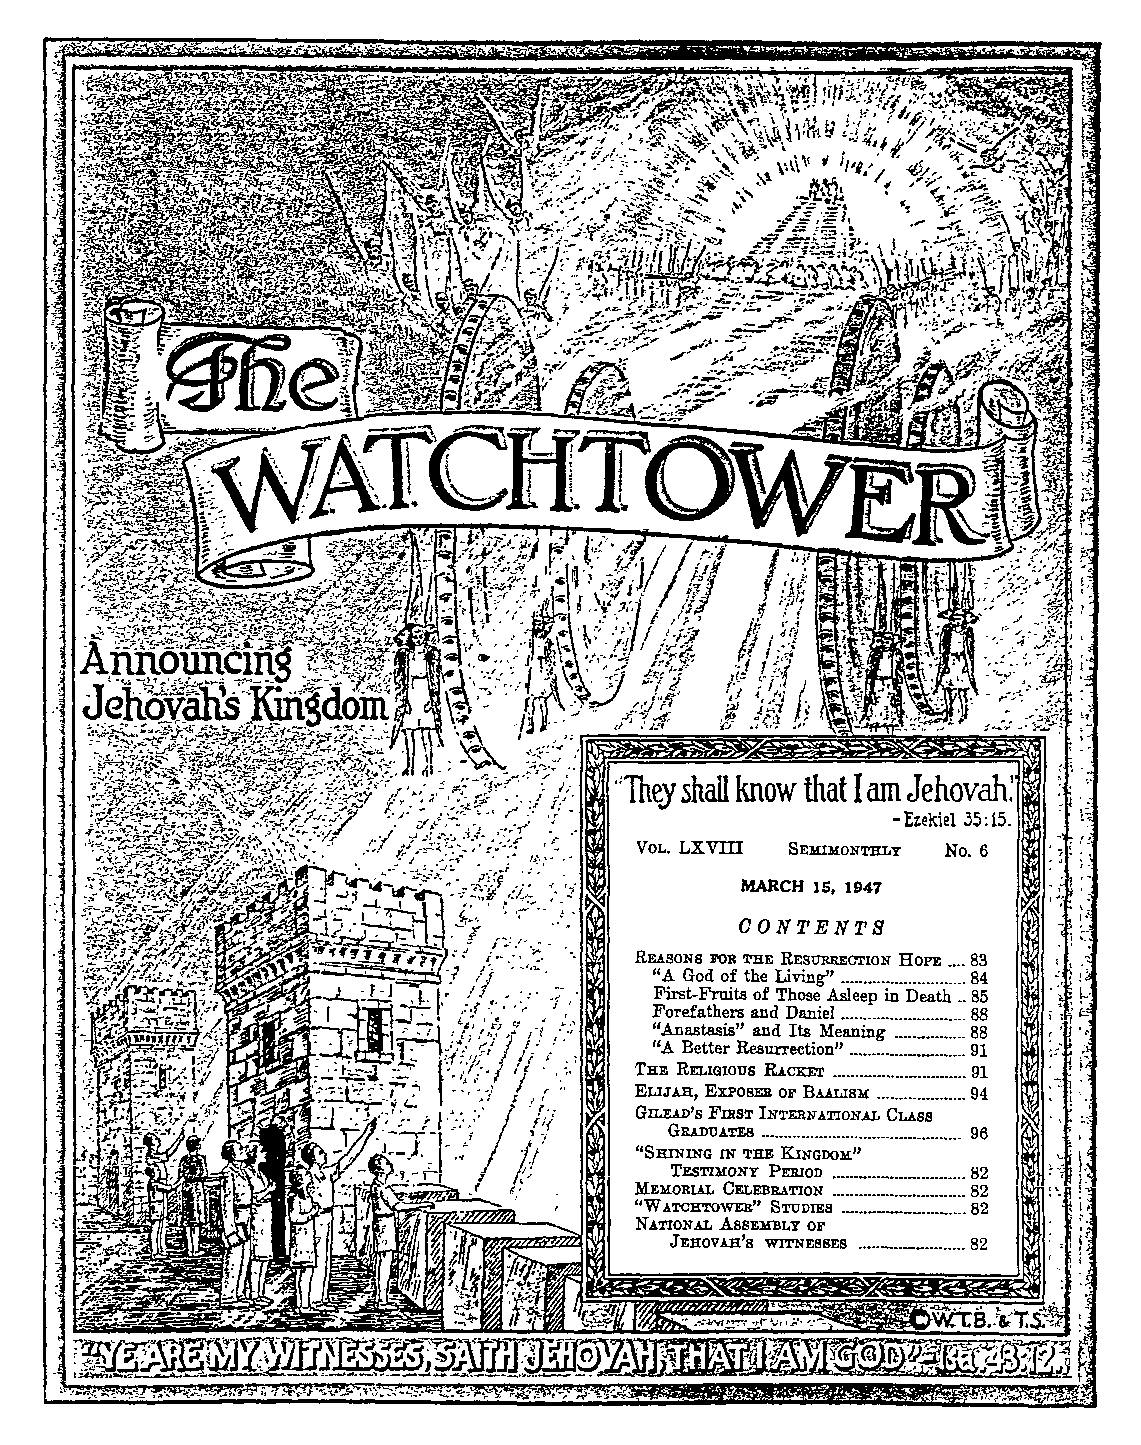 The
WATCHTOWER
Announcing
Jehovah's Kingdom
"They shall know that I am Jehovah."
- Ezekiel 35:15.
VOL. LXVIII SEMIMONTHLY No. 6
MARCH 15, 1947
CONTENTS
REASONS FOR THE RESURRECTION HOPE .... 83
"A God of the Living" ........................ 84
First-Fruits of Those Asleep in Death .. 85
Forefathers and Daniel ........................ 88
"Anastasis" and Its Meaning .............. 88
"A Better Resurrection" ...................... 91
THE RELIGIOUS RACKET .......................... 91
ELIJAH, EXPOSER OF BAALISM ................. 94
GILEAD'S FIRST INTERNATIONAL CLASS
GRADUATES ........................................ 96
"SHINING IN THE KINGDOM"
TESTIMONY PERIOD .......................... 82
MEMORIAL CELEBRATION .......................... 82
"WATCHTOWER" STUDIES ........................ 82
NATIONAL ASSEMBLY OF
JEHOVAH'S WITNESSES ..................... 82
©W.T.B. & T.S.
"YE ARE MY WITNESSES, SAITH JEHOVAH, THAT I AM GOD."-Isa. 43:12.